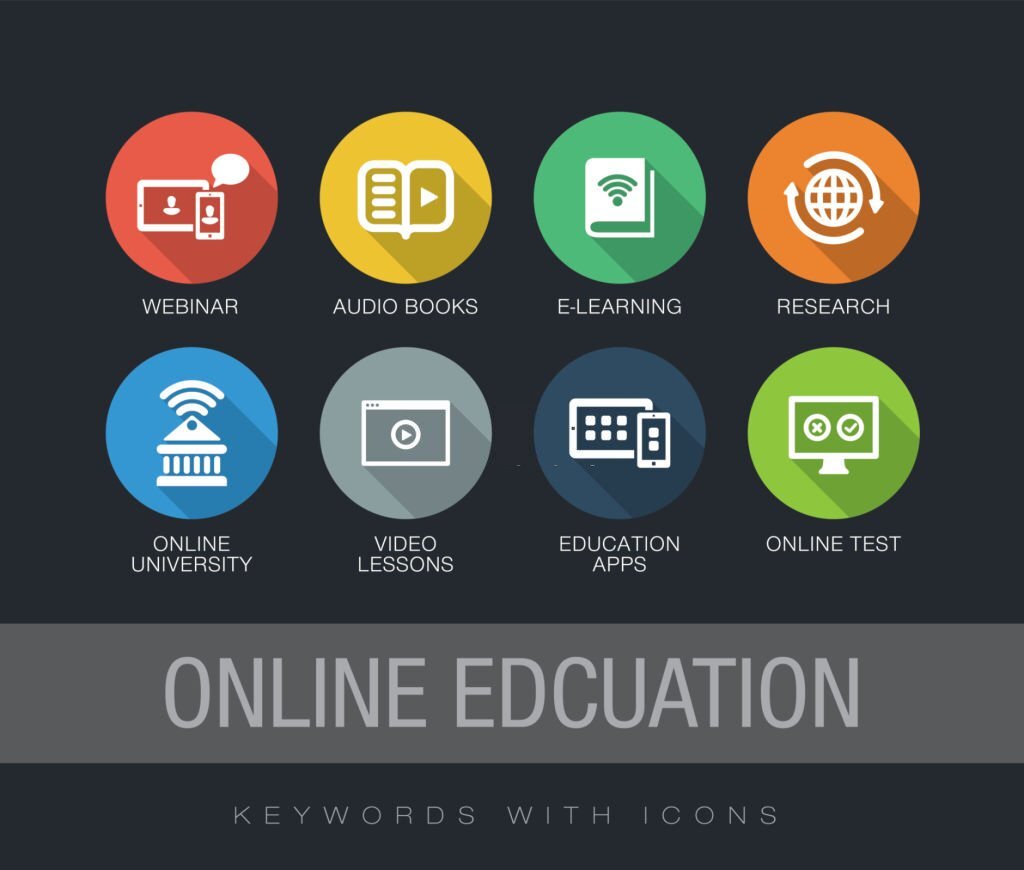 WEBINAR
AUDIO BOOKS
E-LEARNING
RESEARCH
ONLINE
UNIVERSITY
VIDEO
LESSONS
EDUCATION
APPS
ONLINE TEST
ONLINE EDCUATION
KEYWORDS WITH ICONS